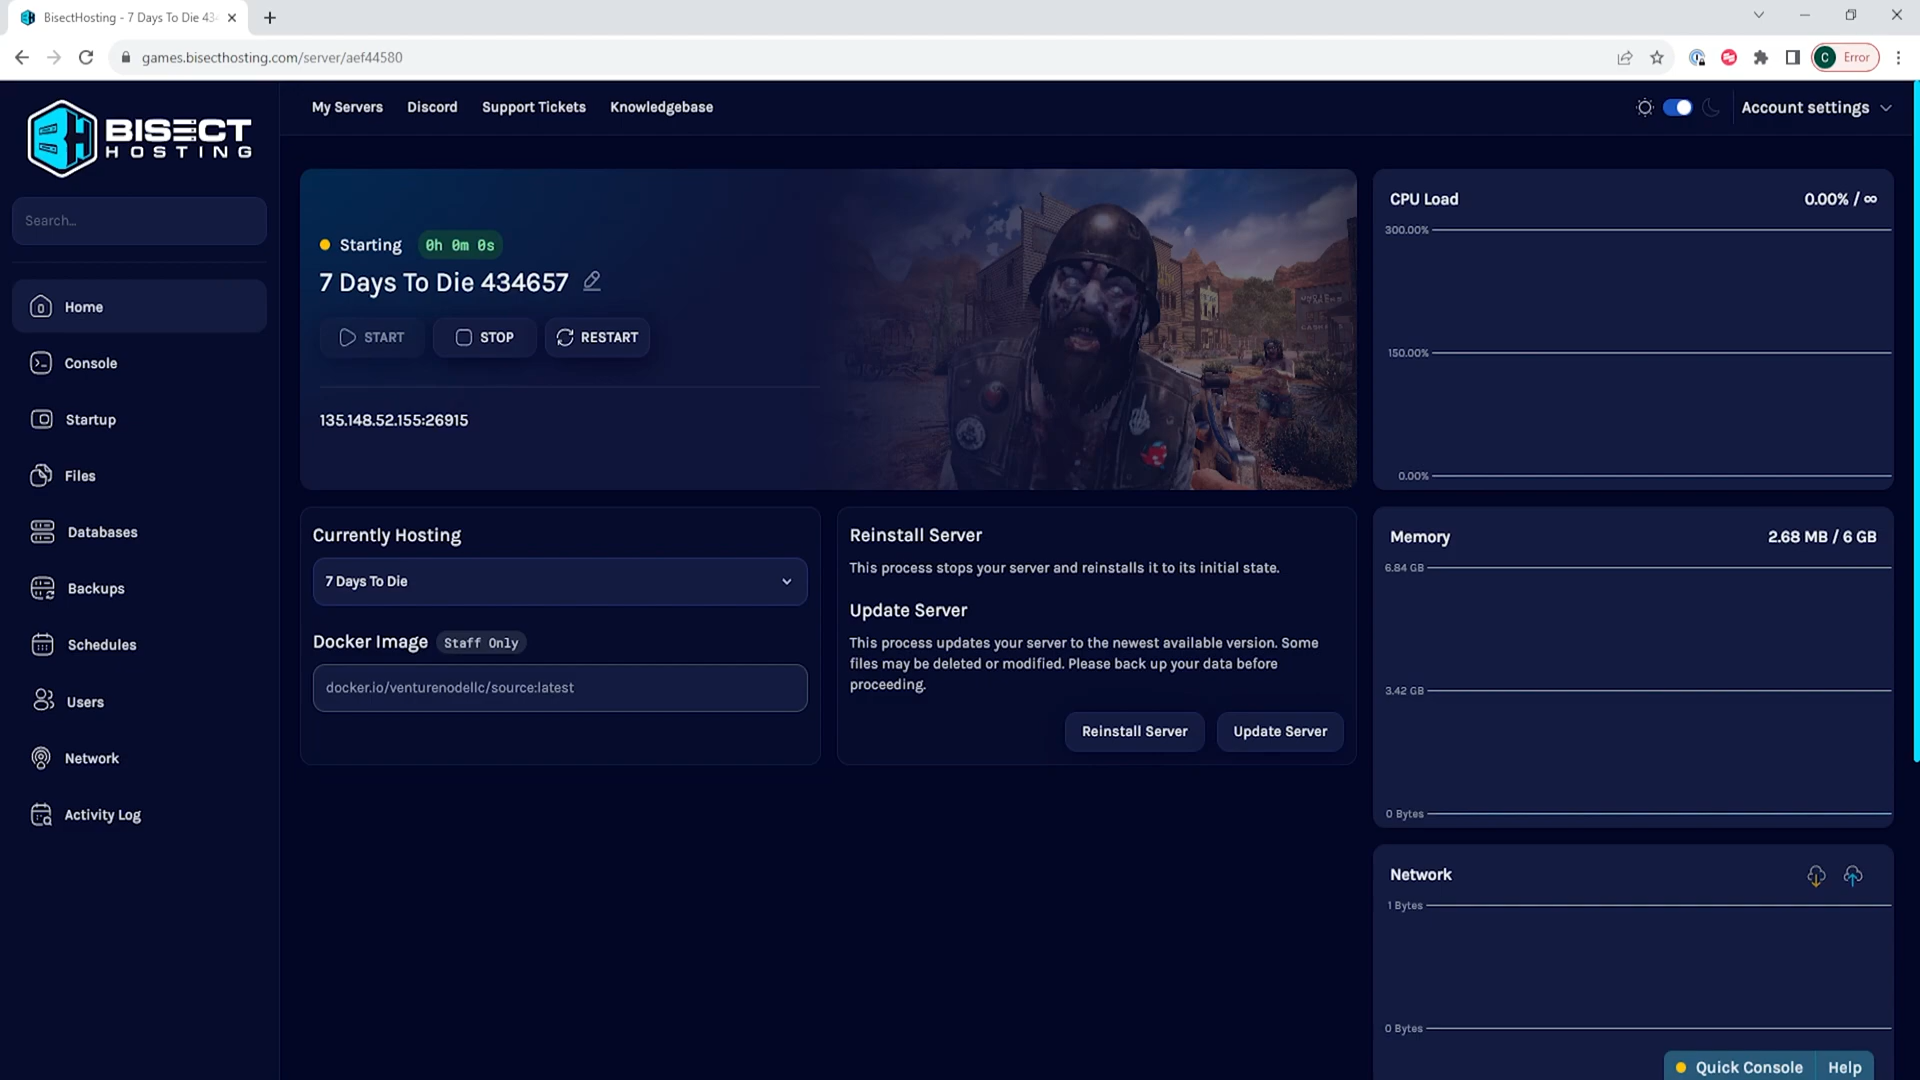 BisectHosting - 7 Days To Die 434
games.bisecthosting.com/server/aef44580
C Error
BISECT
HOSTING
My Servers Discord Support Tickets Knowledgebase
Account settings
Search...
Home
Console
Startup
Files
Databases
Backups
Schedules
Users
Network
Activity Log
Starting 0h 0m 0s
7 Days To Die 434657
START STOP RESTART
135.148.52.155:26915
Currently Hosting
7 Days To Die
Docker Image Staff Only
docker.io/venturenodellc/source:latest
Reinstall Server
This process stops your server and reinstalls it to its initial state.
Update Server
This process updates your server to the newest available version. Some
files may be deleted or modified. Please back up your data before
proceeding.
Reinstall Server Update Server
CPU Load 0.00% / ∞
300.00%
150.00%
0.00%
Memory 2.68 MB / 6 GB
6.84 GB
3.42 GB
0 Bytes
Network
1 Bytes
0 Bytes
Quick Console Help